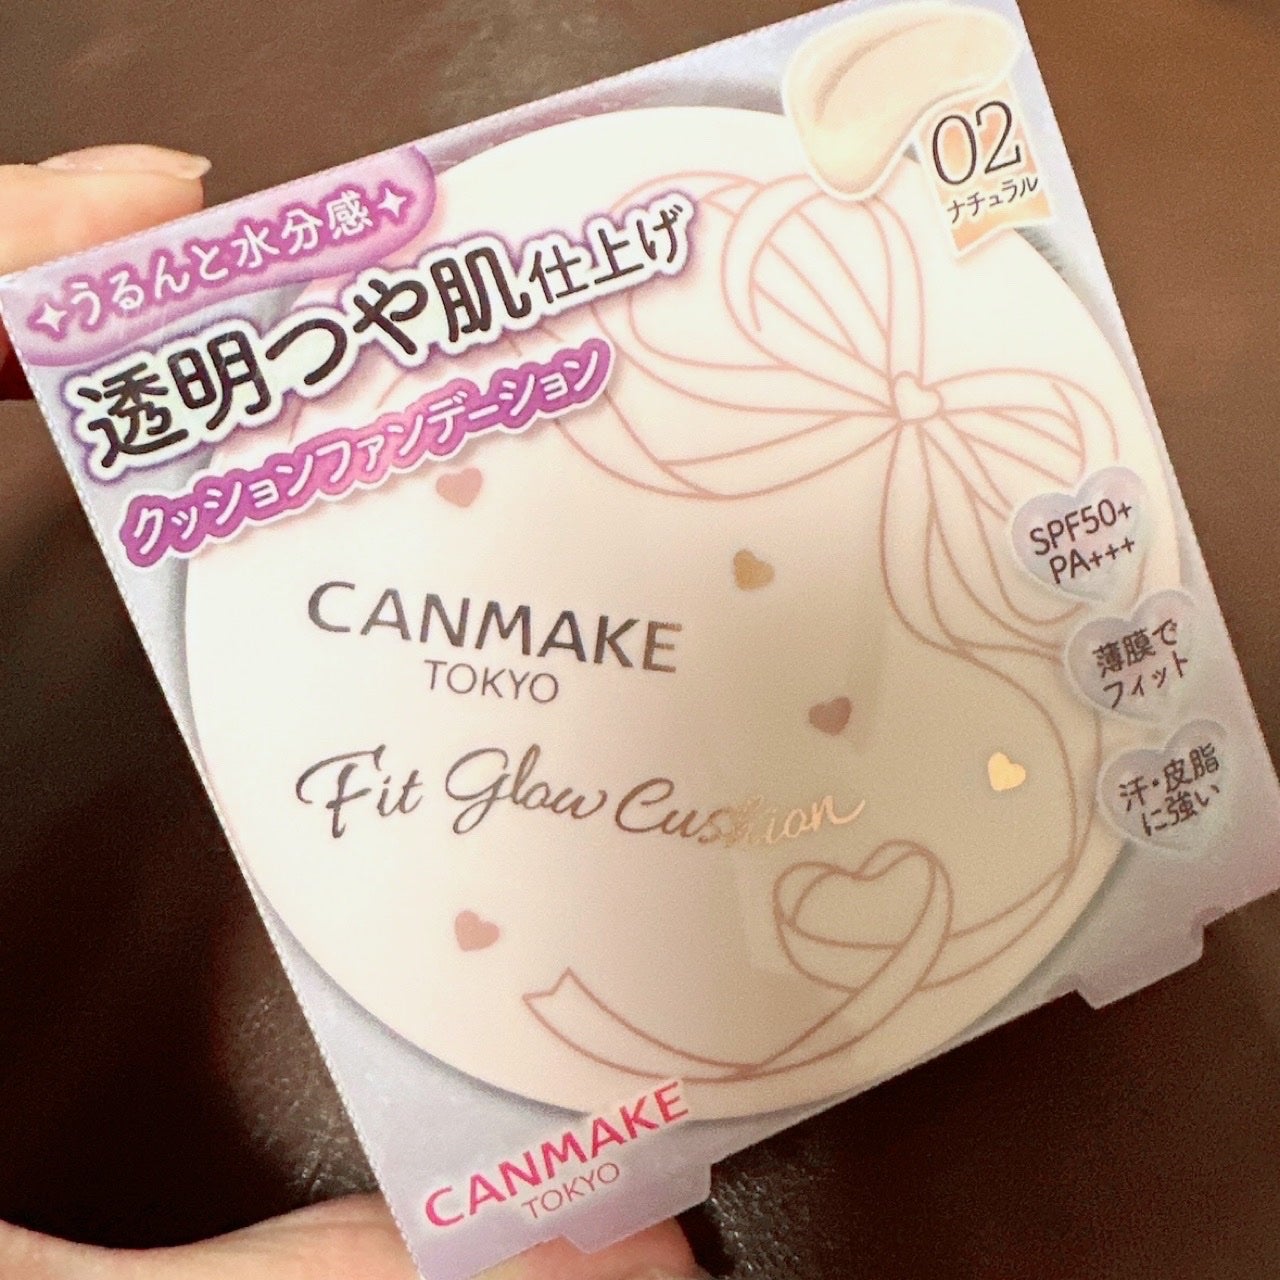 うるんと水分感
透明つや肌仕上げ
クッションファンデーション
02
ナチュラル
CANMAKE
TOKYO
Fit Glow Cushion
SPF50+
PA+++
薄膜で
フィット
汗・皮脂
に強い
CANMAKE
TOKYO